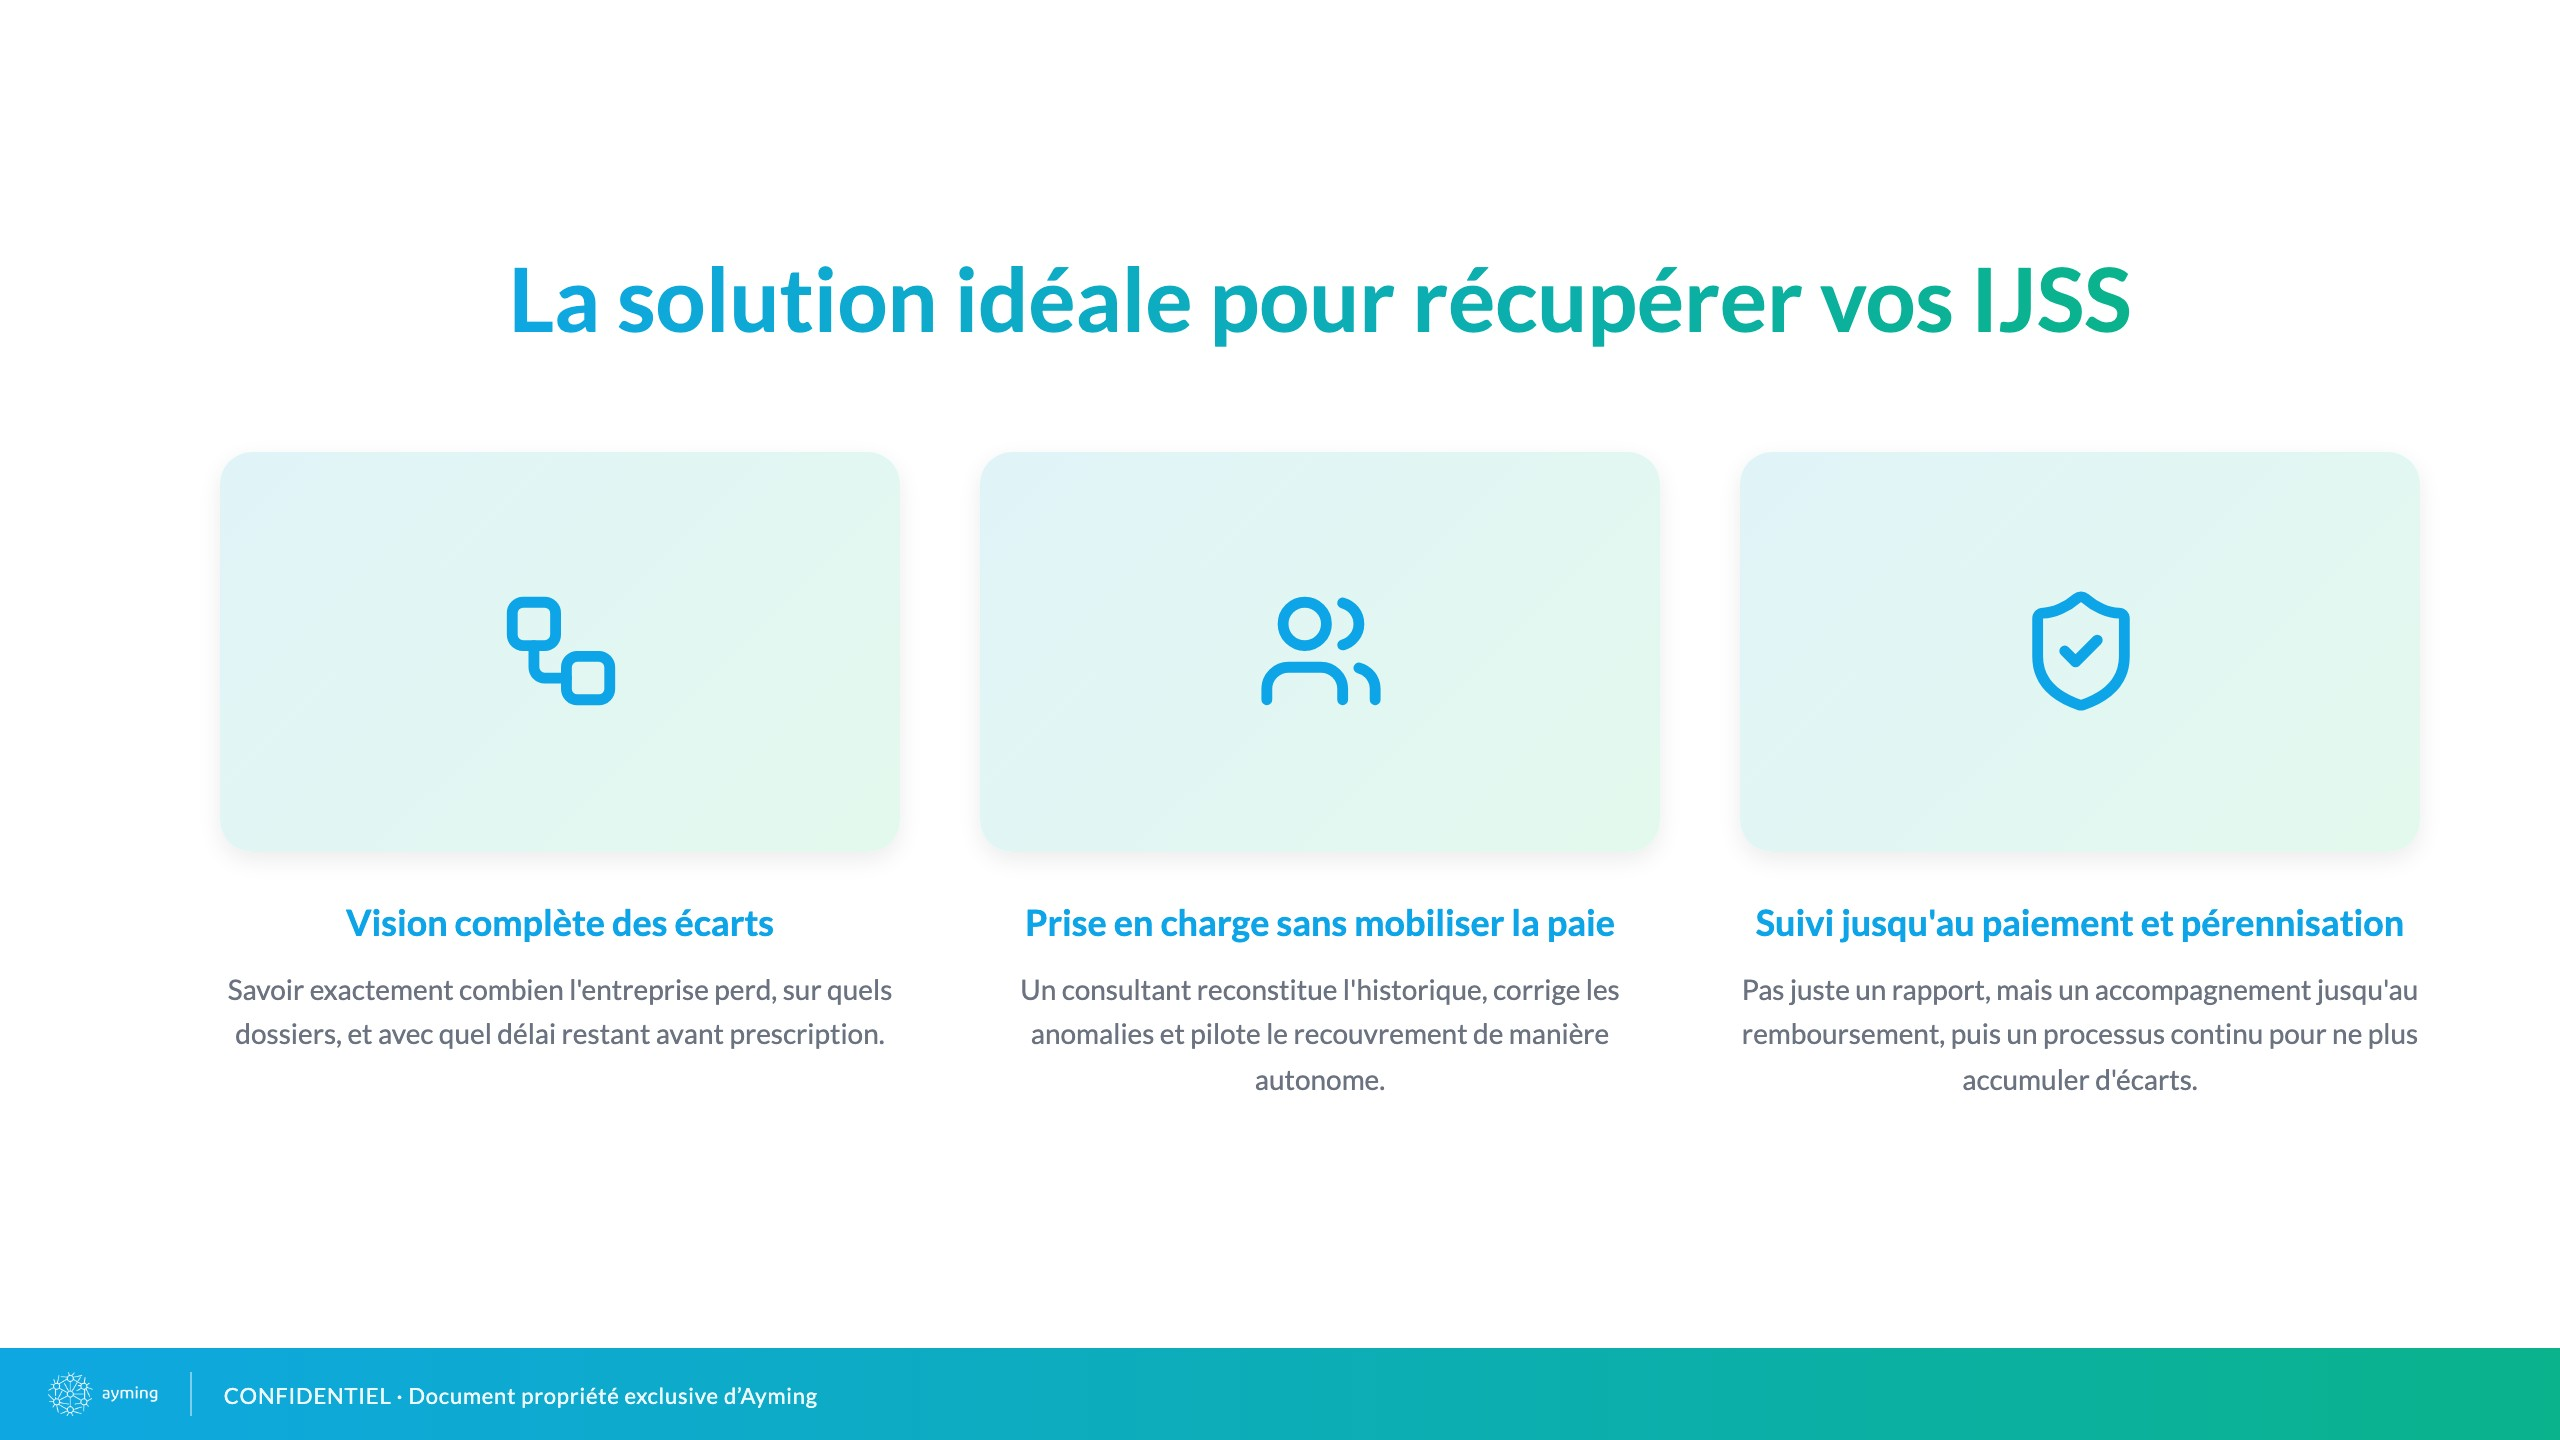 La solution idéale pour récupérer vos IJSS
Vision complète des écarts
Savoir exactement combien l'entreprise perd, sur quels
dossiers, et avec quel délai restant avant prescription.
Prise en charge sans mobiliser la paie
Un consultant reconstitue l'historique, corrige les
anomalies et pilote le recouvrement de manière
autonome.
Suivi jusqu'au paiement et pérennisation
Pas juste un rapport, mais un accompagnement jusqu'au
remboursement, puis un processus continu pour ne plus
accumuler d'écarts.
ayming
CONFIDENTIEL · Document propriété exclusive d’Ayming